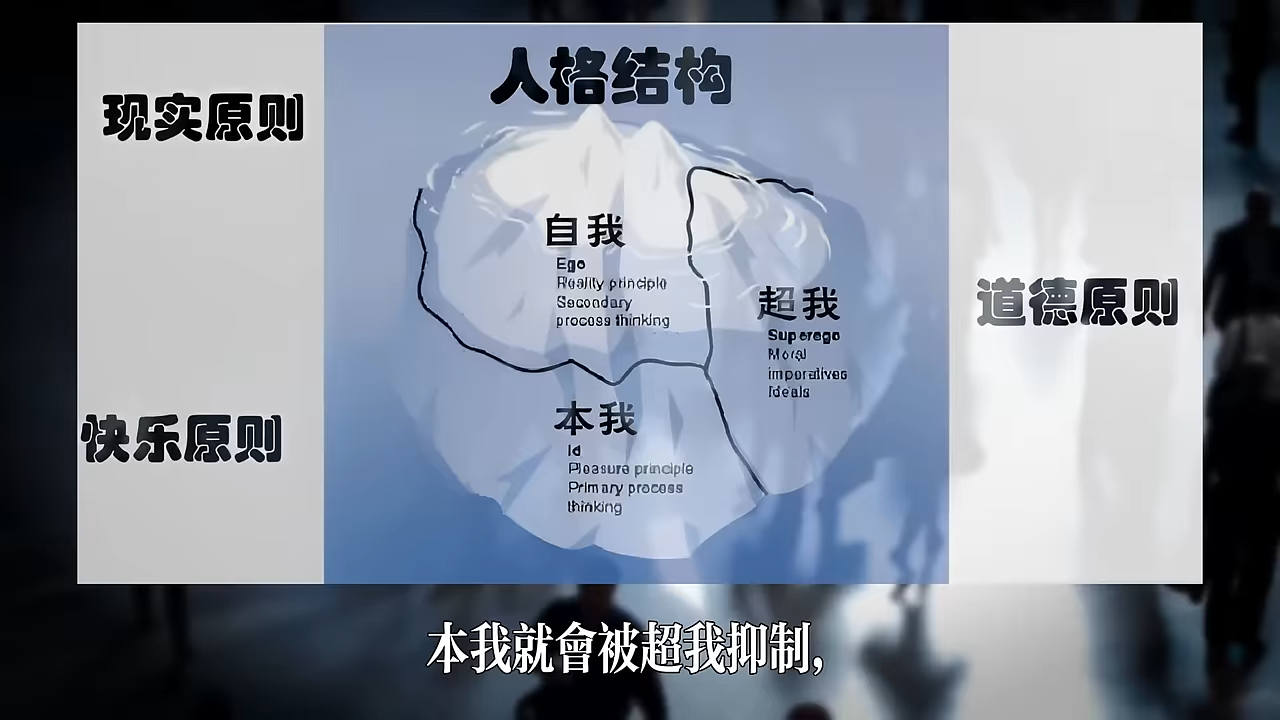 人格结构
现实原则
自我
Ego
Reality principle
Secondary
process thinking
超我
Superego
Moral
imperatives
Ideals
道德原则
快乐原则
本我
Id
Pleasure principle
Primary process
thinking
本我就會被超我抑制,